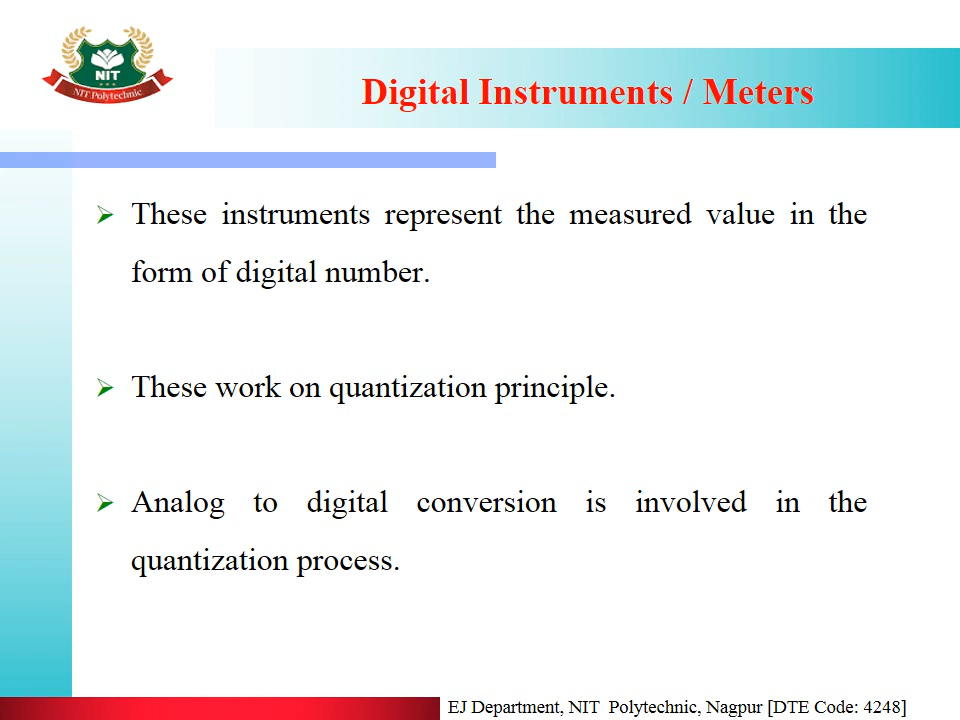 NIT
NIT Polytechnic
Digital Instruments / Meters
These instruments represent the measured value in the
form of digital number.
These work on quantization principle.
Analog to digital conversion is involved in the
quantization process.
EJ Department, NIT Polytechnic, Nagpur [DTE Code: 4248]